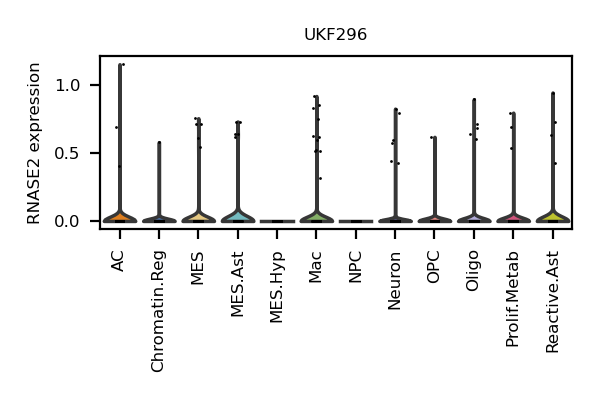 UKF296
RNASE2 expression
1.0
0.5
0.0
AC
Chromatin.Reg
MES
MES.Ast
MES.Hyp
Mac
NPC
Neuron
OPC
Oligo
Prolif.Metab
Reactive.Ast